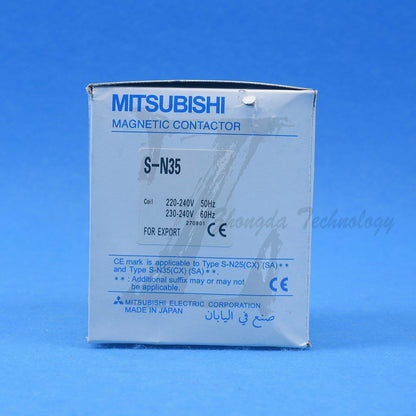 MITSUBISHI
MAGNETIC CONTACTOR
S-N35
Coil 220-240V 50Hz
230-240V 60Hz
270801
FOR EXPORT CE
CE mark is applicable to Type S-N25(CX)(SA)**
and Type S-N35(CX)(SA)**.
**: Additional suffix may or may not
be applicable. CE
MITSUBISHI ELECTRIC CORPORATION
MADE IN JAPAN صنع في اليابان
Zhongda Technology